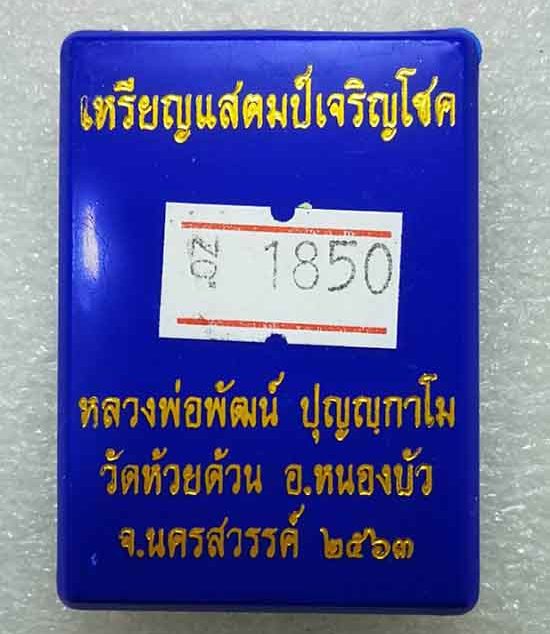 เหรียญแสตมป์เจริญโชค
No. 1850
หลวงพ่อพัฒน์ ปุญญฺกาโม
วัดห้วยด้วน อ.หนองบัว
จ.นครสวรรค์ ๒๕๖๓